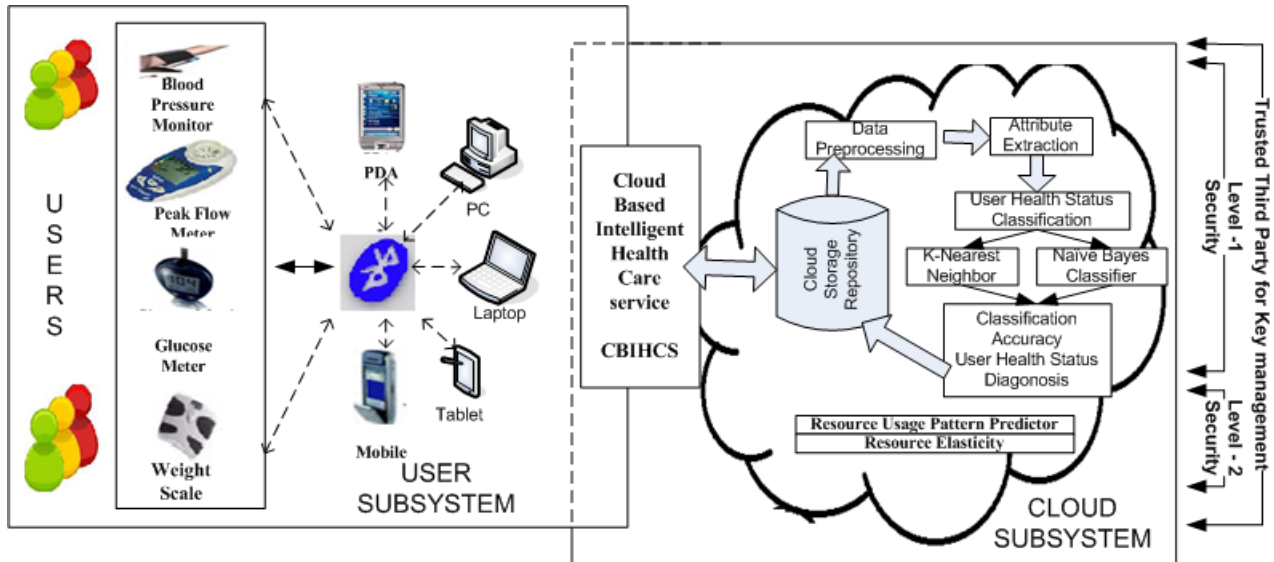 USERS
Blood
Pressure
Monitor
Peak Flow
Meter
Glucose
Meter
Weight
Scale
PDA
PC
Laptop
Tablet
Mobile
USER
SUBSYSTEM
Cloud
Based
Intelligent
Health
Care
service
CBIHCS
Cloud
Storage
Repository
Data
Preprocessing
Attribute
Extraction
User Health Status
Classification
K-Nearest
Neighbor
Naïve Bayes
Classifier
Classification
Accuracy
User Health Status
Diagonosis
Resource Usage Pattern Predictor
Resource Elasticity
CLOUD
SUBSYSTEM
Level -1
Security
Level - 2
Security
Trusted Third Party for Key management